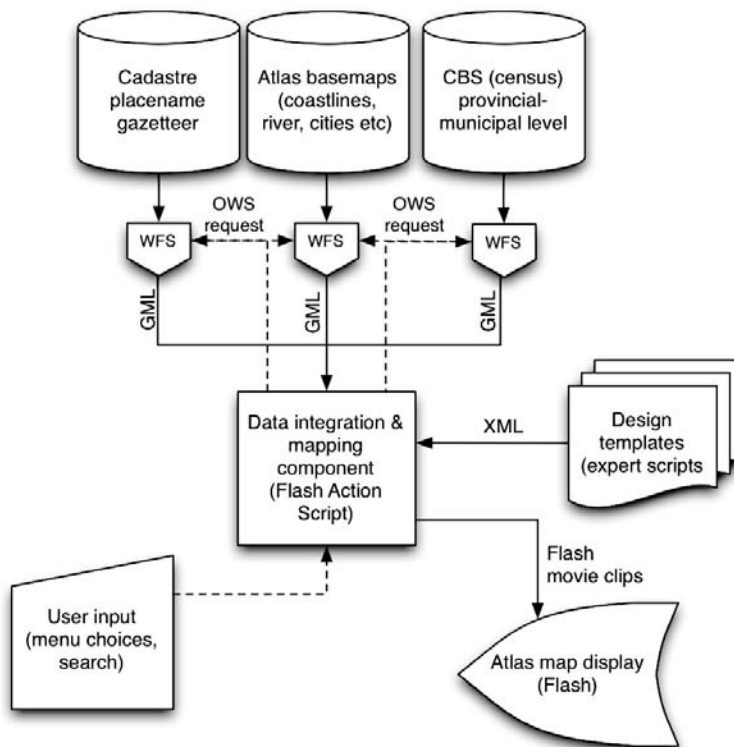 Cadastre
placename
gazetteer
Atlas basemaps
(coastlines,
river, cities etc)
CBS (census)
provincial-
municipal level
OWS
request
OWS
request
WFS
WFS
WFS
GML
GML
GML
Data integration &
mapping
component
(Flash Action
Script)
XML
Design
templates
(expert scripts
Flash
movie clips
User input
(menu choices,
search)
Atlas map display
(Flash)